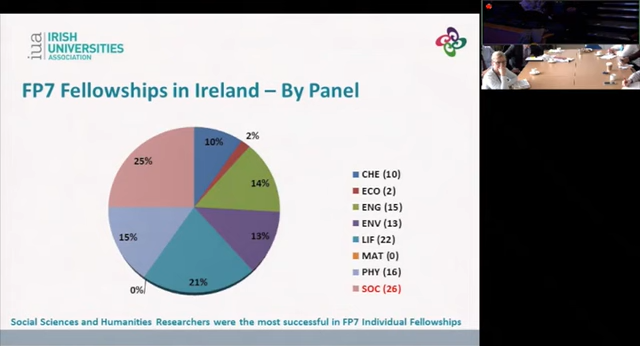 iua
IRISH
UNIVERSITIES
ASSOCIATION
FP7 Fellowships in Ireland – By Panel
10%
2%
14%
13%
21%
0%
15%
25%
CHE (10)
ECO (2)
ENG (15)
ENV (13)
LIF (22)
MAT (0)
PHY (16)
SOC (26)
Social Sciences and Humanities Researchers were the most successful in FP7 Individual Fellowships